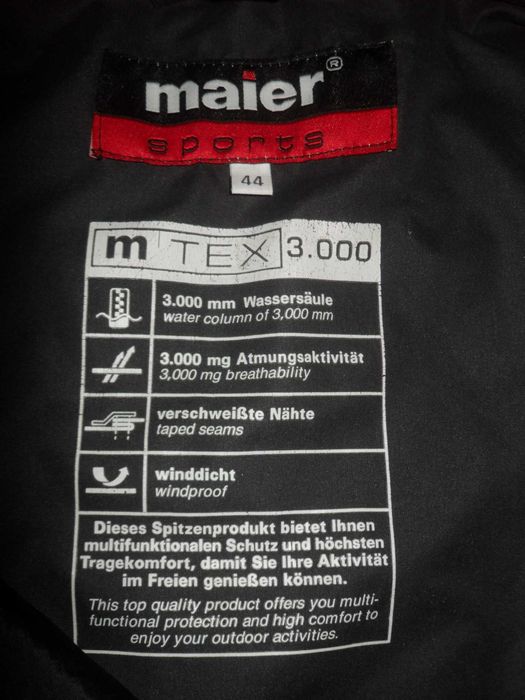 maier®
sports
44
m TEX 3.000
3.000 mm Wassersäule
water column of 3,000 mm
3.000 mg Atmungsaktivität
3,000 mg breathability
verschweißte Nähte
taped seams
winddicht
windproof
Dieses Spitzenprodukt bietet Ihnen
multifunktionalen Schutz und höchsten
Tragekomfort, damit Sie Ihre Aktivität
im Freien genießen können.
This top quality product offers you multi-
functional protection and high comfort to
enjoy your outdoor activities.